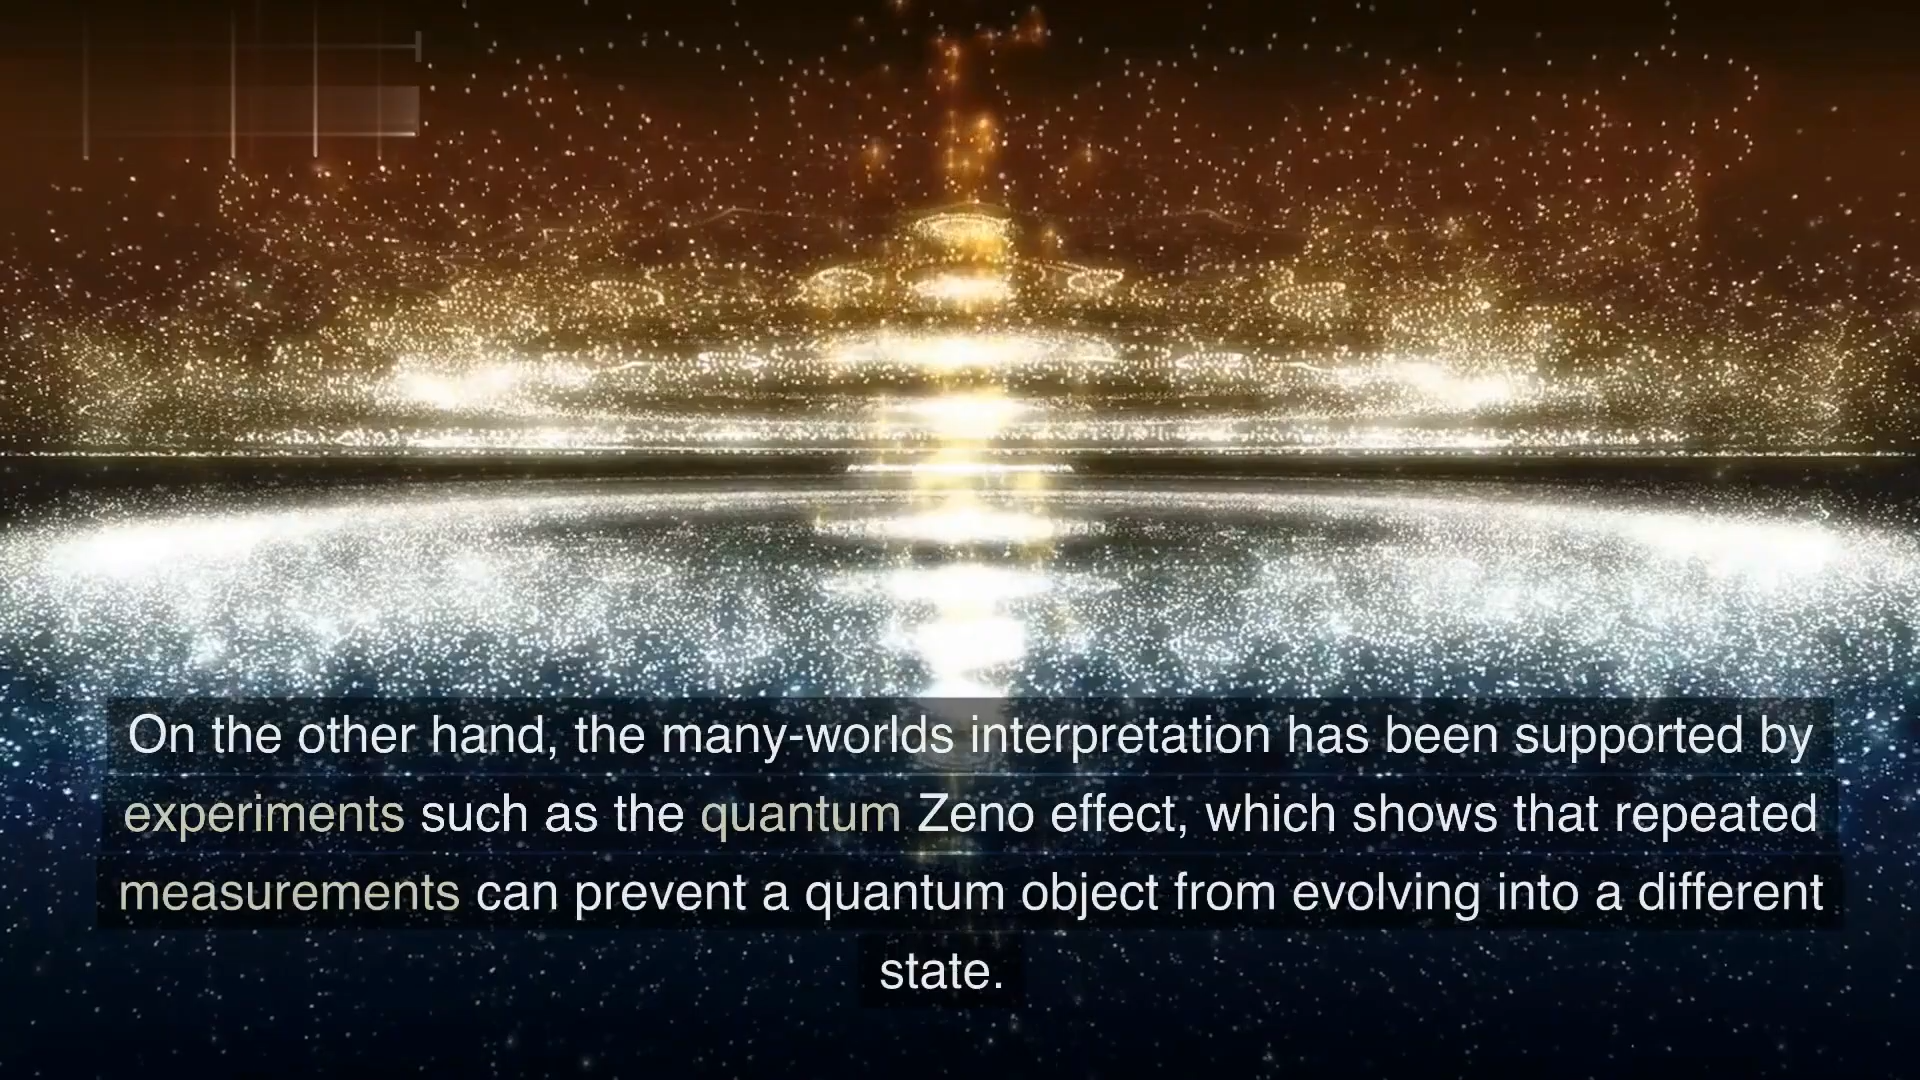 On the other hand, the many-worlds interpretation has been supported by
experiments such as the quantum Zeno effect, which shows that repeated
measurements can prevent a quantum object from evolving into a different
state.